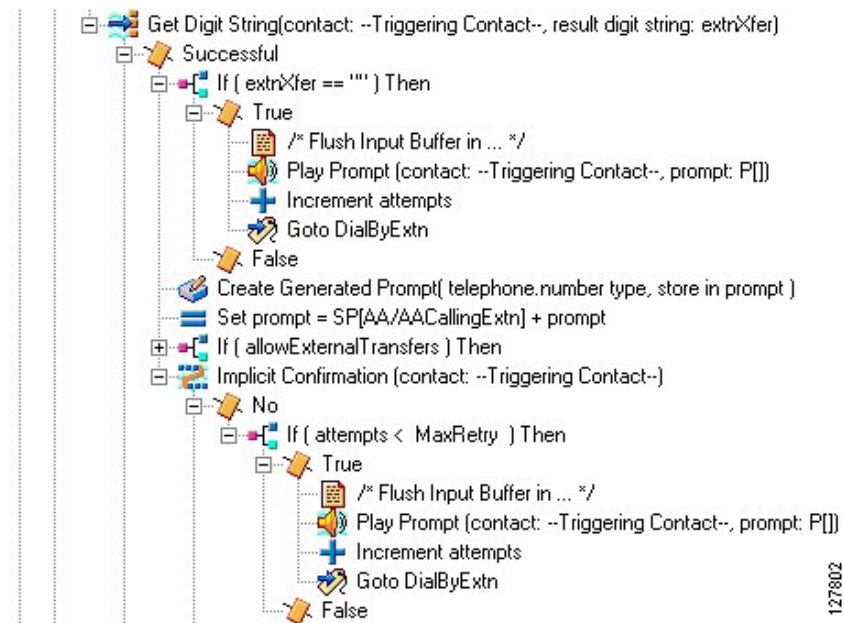 Get Digit String(contact: --Triggering Contact--, result digit string: extnXfer)
Successful
If ( extnXfer == "" ) Then
True
/* Flush Input Buffer in ... */
Play Prompt (contact: --Triggering Contact--, prompt: P[])
Increment attempts
Goto DialByExtn
False
Create Generated Prompt( telephone.number type, store in prompt )
Set prompt = SP[AA/AACallingExtn] + prompt
If ( allowExternalTransfers ) Then
Implicit Confirmation (contact: --Triggering Contact--)
No
If ( attempts < MaxRetry ) Then
True
/* Flush Input Buffer in ... */
Play Prompt (contact: --Triggering Contact--, prompt: P[])
Increment attempts
Goto DialByExtn
False
127802